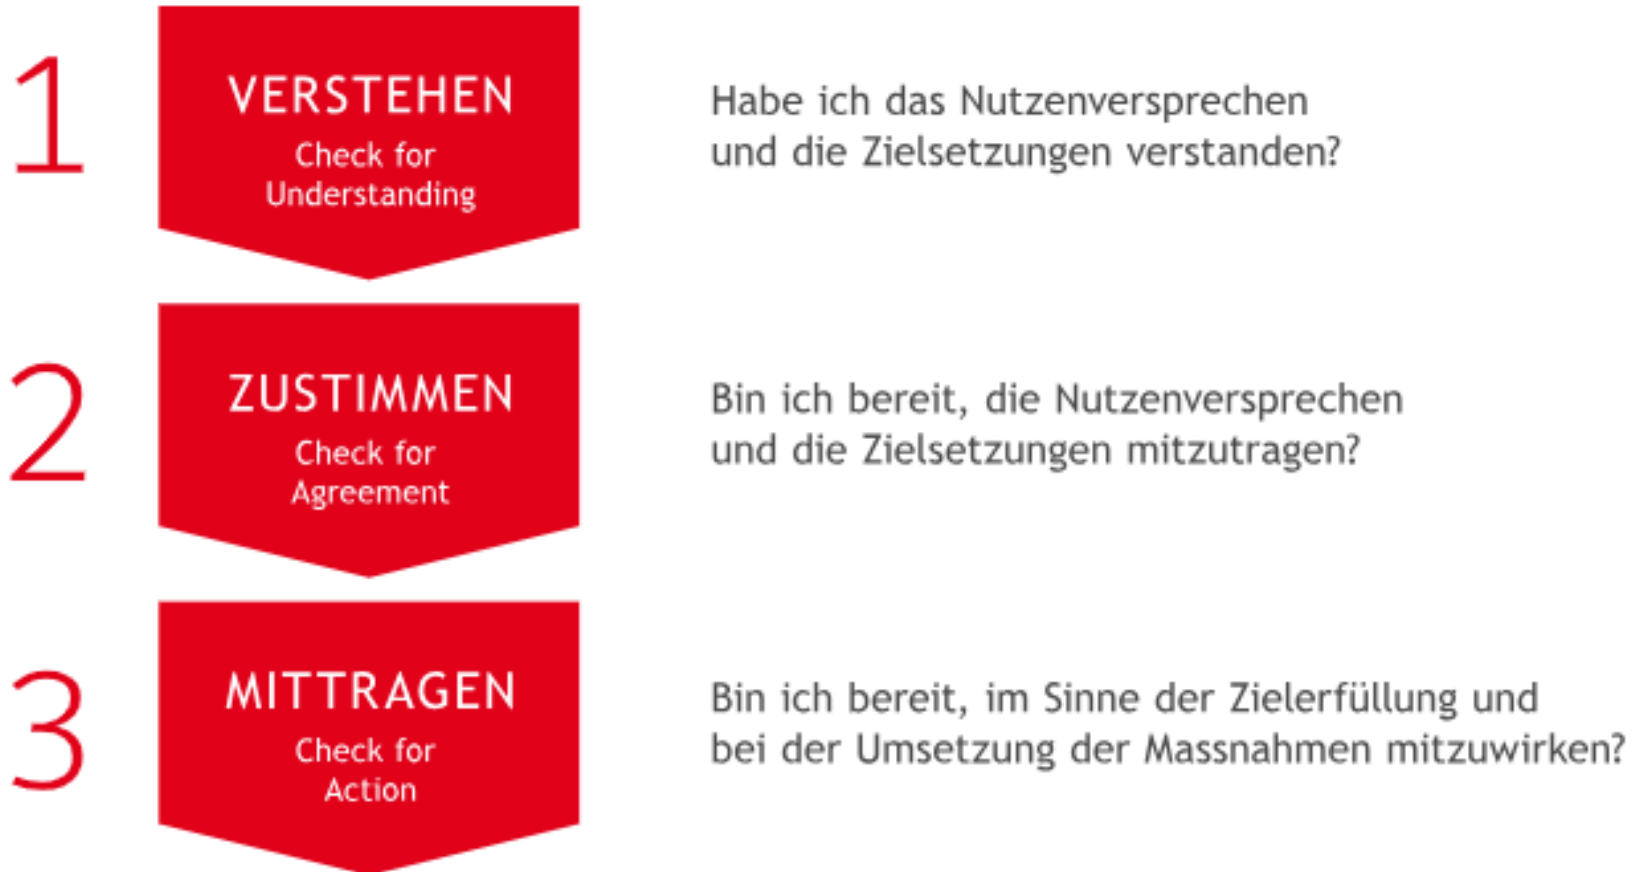 1
VERSTEHEN
Check for
Understanding
Habe ich das Nutzenversprechen
und die Zielsetzungen verstanden?
2
ZUSTIMMEN
Check for
Agreement
Bin ich bereit, die Nutzenversprechen
und die Zielsetzungen mitzutragen?
3
MITTRAGEN
Check for
Action
Bin ich bereit, im Sinne der Zielerfüllung und
bei der Umsetzung der Massnahmen mitzuwirken?